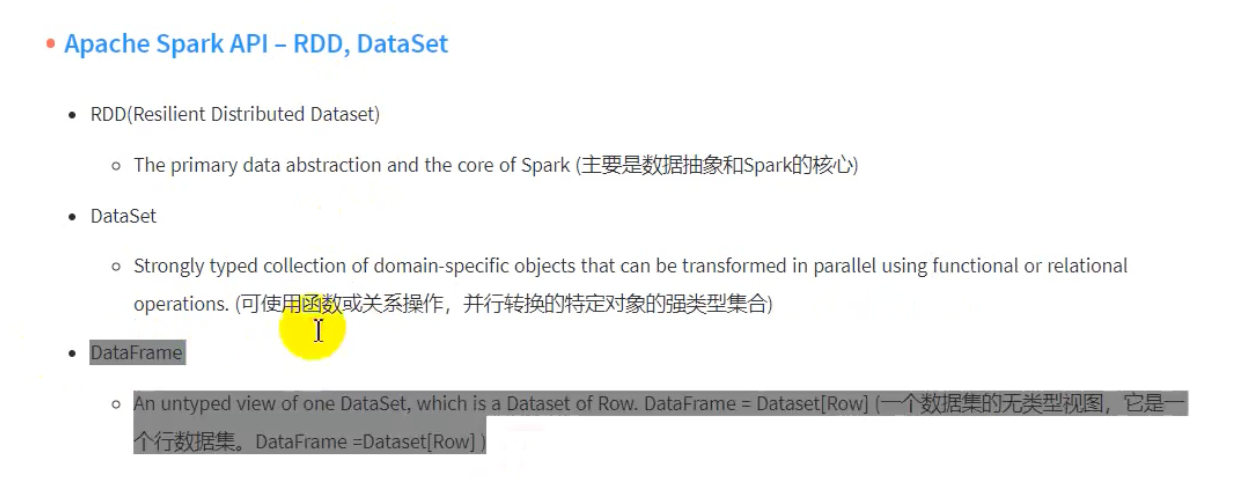 Apache Spark API – RDD, DataSet
RDD(Resilient Distributed Dataset)
The primary data abstraction and the core of Spark (主要是数据抽象和Spark的核心)
DataSet
Strongly typed collection of domain-specific objects that can be transformed in parallel using functional or relational
operations. (可使用函数或关系操作，并行转换的特定对象的强类型集合)
DataFrame
An untyped view of one DataSet, which is a Dataset of Row. DataFrame = Dataset[Row] (一个数据集的无类型视图，它是一
个行数据集。DataFrame =Dataset[Row] )